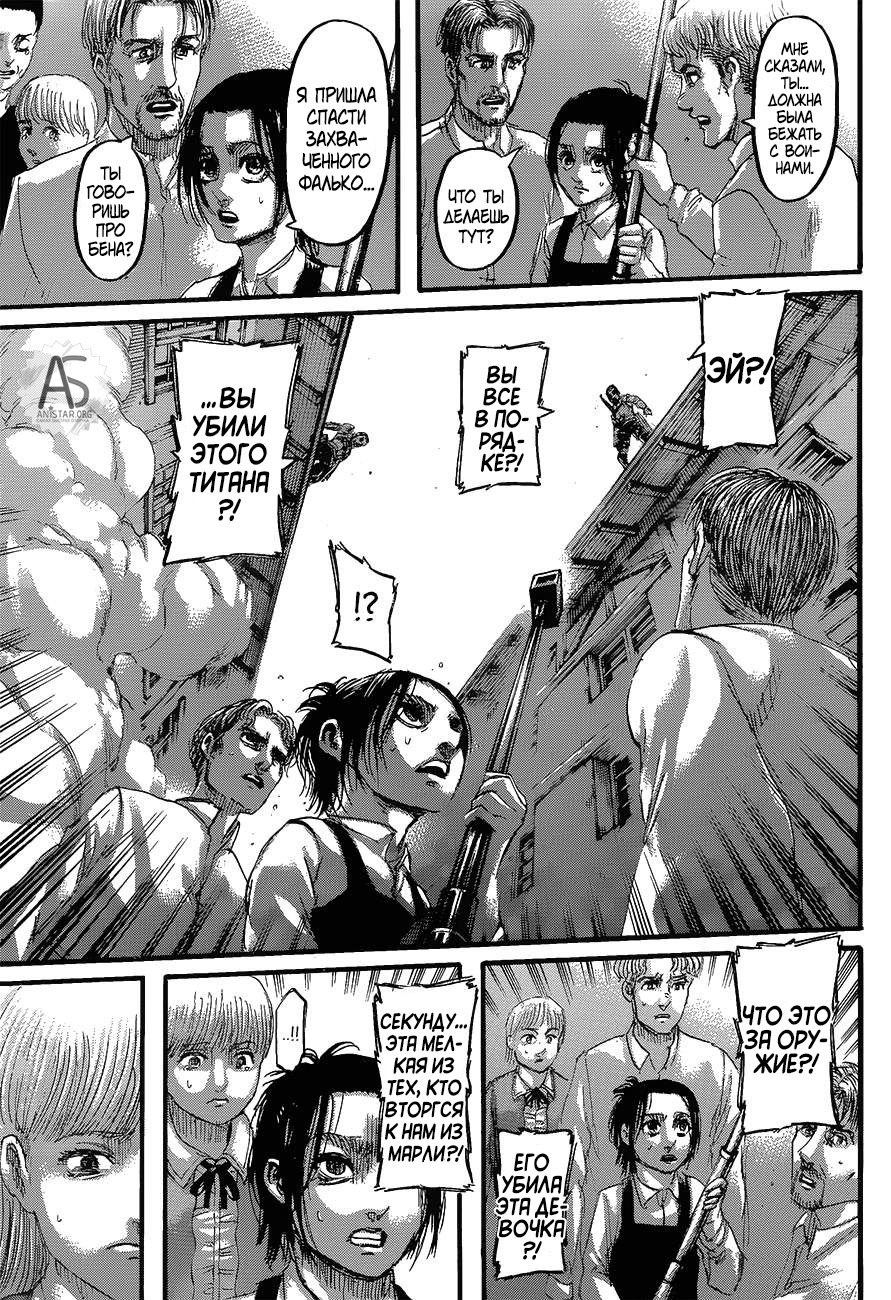 МНЕ
СКАЗАЛИ,
ТЫ...
ДОЛЖНА
БЫЛА
БЕЖАТЬ
С ВОИ-
НАМИ.
ЧТО ТЫ
ДЕЛАЕШЬ
ТУТ?
Я ПРИШЛА
СПАСТИ
ЗАХВА-
ЧЕННОГО
ФАЛЬКО...
ТЫ
ГОВО-
РИШЬ
ПРО
БЕНА?
ЭЙ?!
ВЫ
ВСЕ
В ПО-
РЯД-
КЕ?!
...ВЫ
УБИЛИ
ЭТОГО
ТИТАНА
?!
!?
AS
ANISTAR.ORG
ЧТО ЭТО
ЗА ОРУ-
ЖИЕ?!
ЕГО
УБИЛА
ЭТА ДЕ-
ВОЧКА
?!
СЕКУНДУ...
ЭТА МЕЛ-
КАЯ ИЗ
ТЕХ, КТО
ВТОРГСЯ
К НАМ ИЗ
МАРЛИ?!
...!!